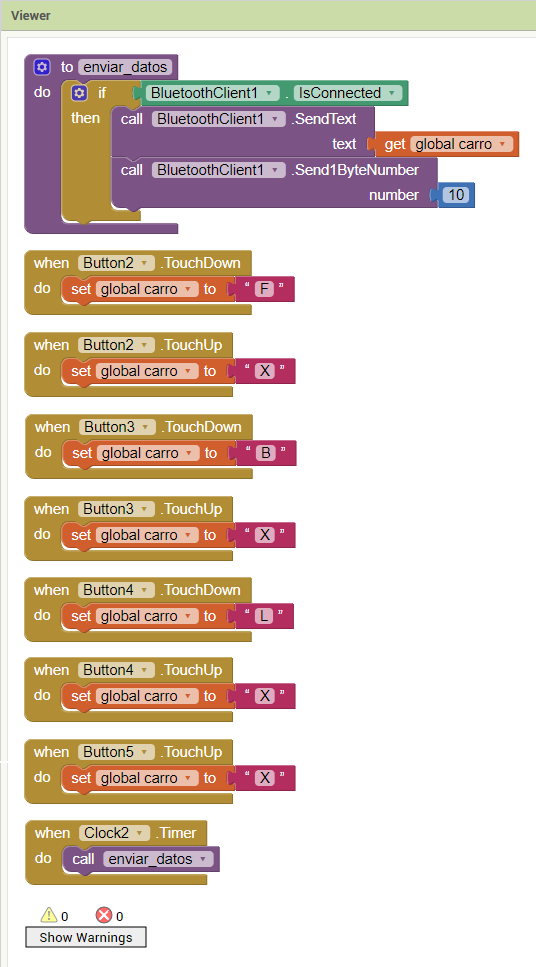 Viewer
to enviar_datos
do if BluetoothClient1 . IsConnected
then call BluetoothClient1 .SendText
text get global carro
call BluetoothClient1 .Send1ByteNumber
number 10
when Button2 .TouchDown
do set global carro to “ F ”
when Button2 .TouchUp
do set global carro to “ X ”
when Button3 .TouchDown
do set global carro to “ B ”
when Button3 .TouchUp
do set global carro to “ X ”
when Button4 .TouchDown
do set global carro to “ L ”
when Button4 .TouchUp
do set global carro to “ X ”
when Button5 .TouchUp
do set global carro to “ X ”
when Clock2 .Timer
do call enviar_datos
0 0
Show Warnings